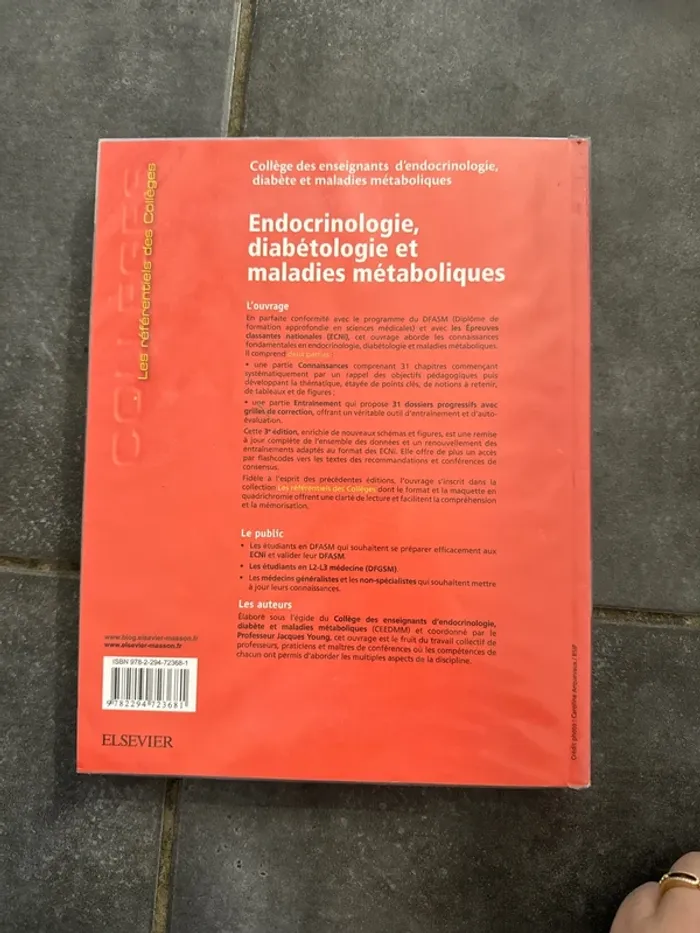 COLLEGES
Les référentiels des Collèges
Collège des enseignants d'endocrinologie,
diabète et maladies métaboliques
Endocrinologie,
diabétologie et
maladies métaboliques
L'ouvrage
En parfaite conformité avec le programme du DFASM (Diplôme de
formation approfondie en sciences médicales) et avec les Épreuves
classantes nationales (ECNi), cet ouvrage aborde les connaissances
fondamentales en endocrinologie, diabétologie et maladies métaboliques.
Il comprend deux parties :
• une partie Connaissances comprenant 31 chapitres commençant
systématiquement par un rappel des objectifs pédagogiques puis
développant la thématique, étayée de points clés, de notions à retenir,
de tableaux et de figures ;
• une partie Entraînement qui propose 31 dossiers progressifs avec
grilles de correction, offrant un véritable outil d'entraînement et d'auto-
évaluation.
Cette 3e édition, enrichie de nouveaux schémas et figures, est une remise
à jour complète de l'ensemble des données et un renouvellement des
entraînements adaptés au format des ECNi. Elle offre de plus un accès
par flashcodes vers les textes des recommandations et conférences de
consensus.
Fidèle à l'esprit des précédentes éditions, l'ouvrage s'inscrit dans la
collection Les référentiels des Collèges dont le format et la maquette en
quadrichromie offrent une clarté de lecture et facilitent la compréhension
et la mémorisation.
Le public
• Les étudiants en DFASM qui souhaitent se préparer efficacement aux
ECNi et valider leur DFASM.
• Les étudiants en L2-L3 médecine (DFGSM).
• Les médecins généralistes et les non-spécialistes qui souhaitent mettre
à jour leurs connaissances.
Les auteurs
Élaboré sous l'égide du Collège des enseignants d'endocrinologie,
diabète et maladies métaboliques (CEEDMM) et coordonné par le
Professeur Jacques Young, cet ouvrage est le fruit du travail collectif de
professeurs, praticiens et maîtres de conférences où les compétences de
chacun ont permis d'aborder les multiples aspects de la discipline.
www.blog.elsevier-masson.fr
www.elsevier-masson.fr
ISBN 978-2-294-72368-1
9782294723681
ELSEVIER
Crédit photo : Caroline